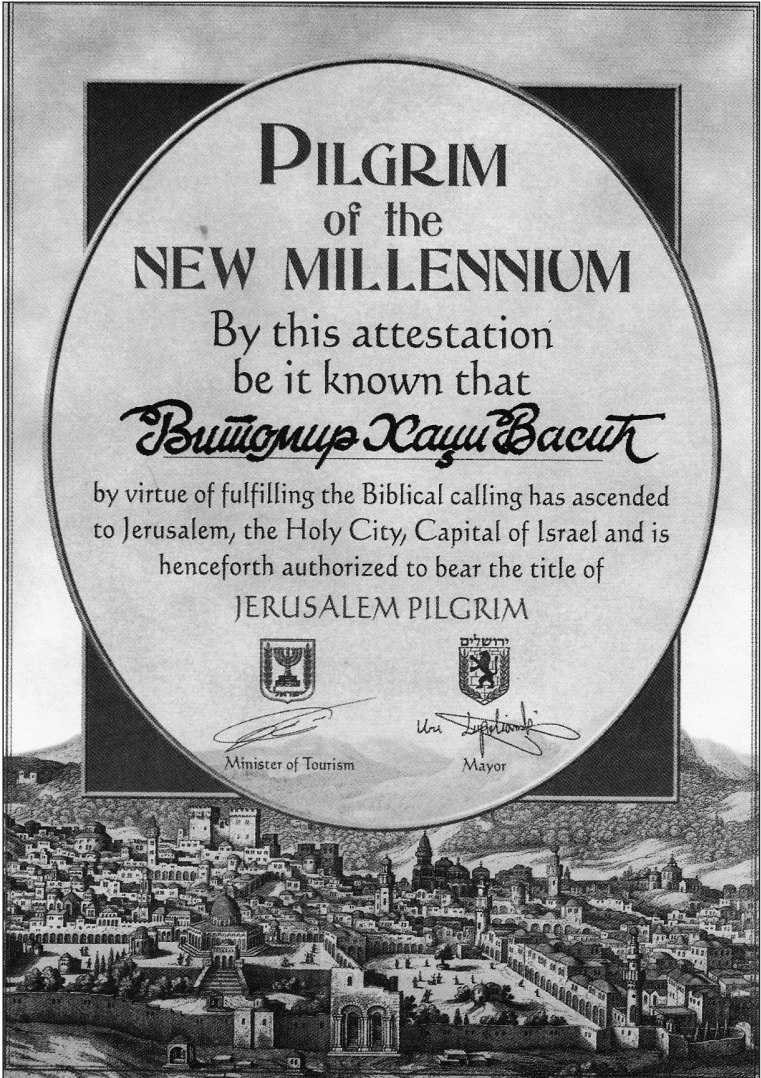 PILGRIM
of the
NEW MILLENNIUM
By this attestation
be it known that
Витомир Хаџи Васић
by virtue of fulfilling the Biblical calling has ascended
to Jerusalem, the Holy City, Capital of Israel and is
henceforth authorized to bear the title of
JERUSALEM PILGRIM
ישראל
ירושלים
Uri
Minister of Tourism
Mayor